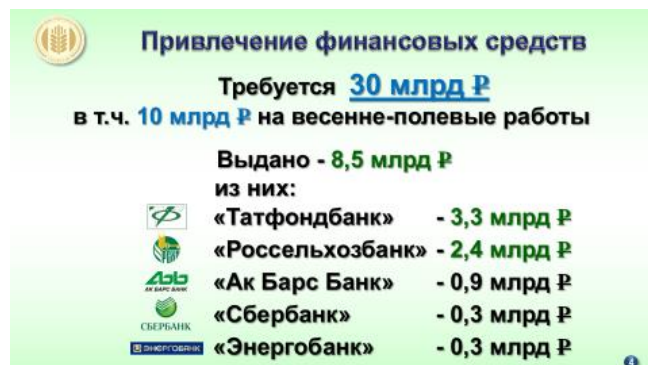 Привлечение финансовых средств
Требуется 30 млрд ₽
в т.ч. 10 млрд ₽ на весенне-полевые работы
Выдано - 8,5 млрд ₽
из них:
«Татфондбанк» - 3,3 млрд ₽
«Россельхозбанк» - 2,4 млрд ₽
АК БАРС БАНК «Ак Барс Банк» - 0,9 млрд ₽
СБЕРБАНК «Сбербанк» - 0,3 млрд ₽
ЭНЕРГОБАНК «Энергобанк» - 0,3 млрд ₽
4